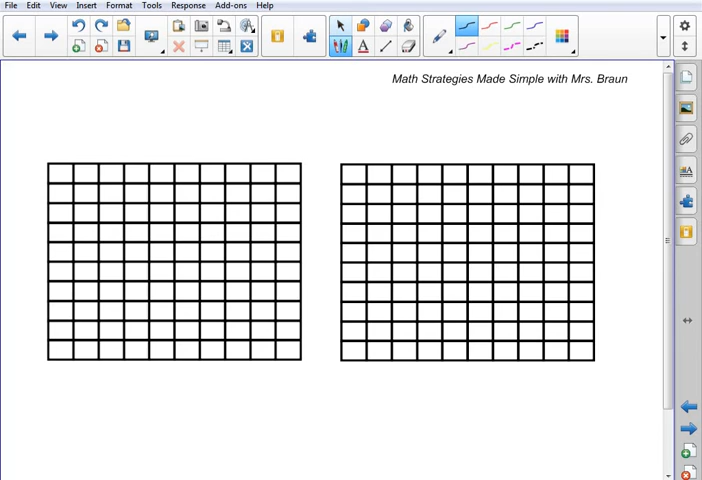 File Edit View Insert Format Tools Response Add-ons Help
Math Strategies Made Simple with Mrs. Braun